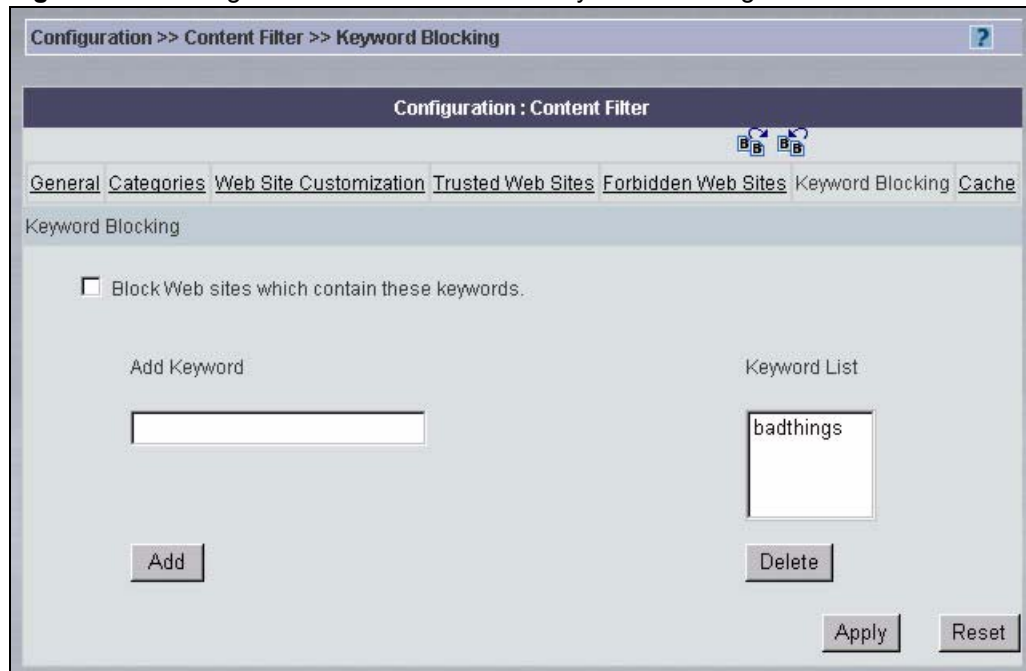 Configuration >> Content Filter >> Keyword Blocking ?
Configuration : Content Filter
B B B B
General Categories Web Site Customization Trusted Web Sites Forbidden Web Sites Keyword Blocking Cache
Keyword Blocking
Block Web sites which contain these keywords.
Add Keyword Keyword List
badthings
Add Delete
Apply Reset